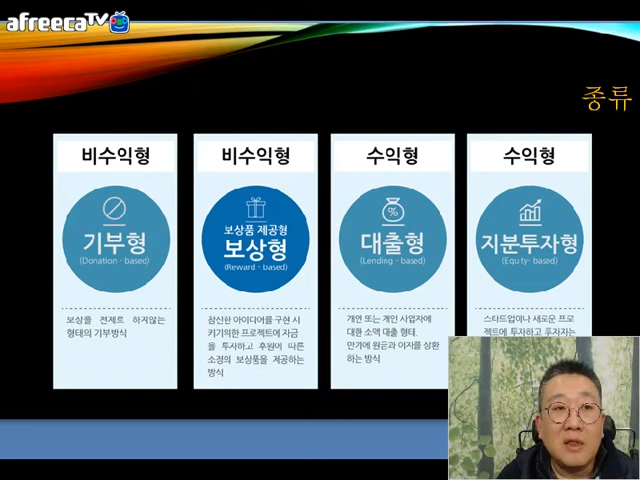 afreecaTV
종류
비수익형
기부형
(Donation - based)
보상을 전제로 하지않는
형태의 기부방식
비수익형
보상품 제공형
보상형
(Reward - based)
참신한 아이디어를 구현 시
키기위한 프로젝트에 자금
을 투자하고 후원에 따른
소정의 보상품을 제공하는
방식
수익형
대출형
(Lending - based)
개인 또는 개인 사업자에
대한 소액 대출 형태.
만기에 원금과 이자를 상환
하는 방식
수익형
지분투자형
(Equity- based)
스타트업이나 새로운 프로
젝트에 투자하고 투자자는